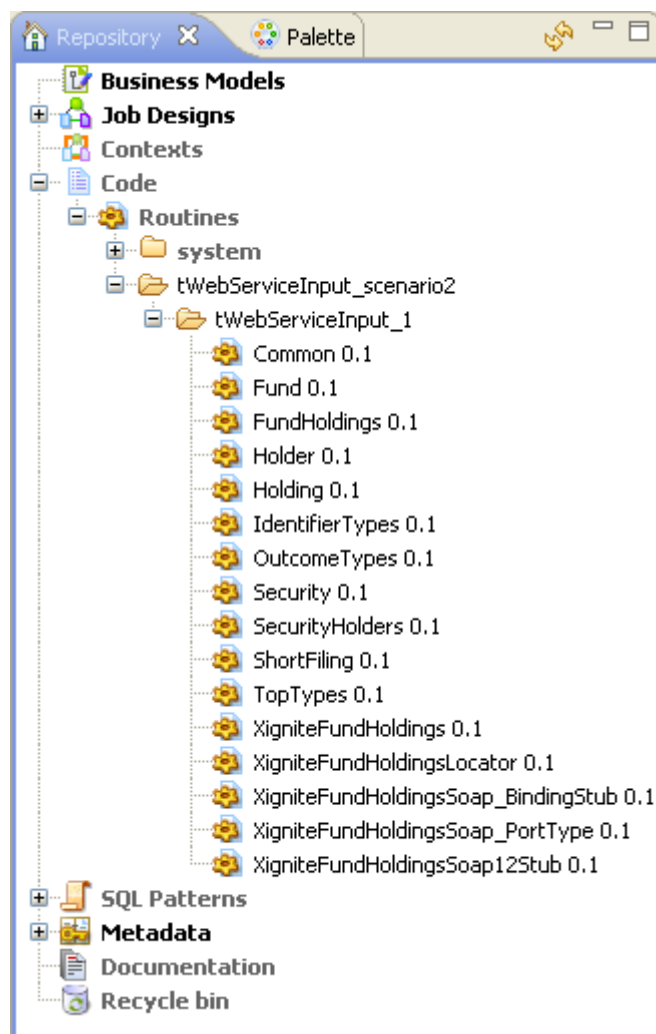 Repository Palette
Business Models
Job Designs
Contexts
Code
Routines
system
tWebServiceInput_scenario2
tWebServiceInput_1
Common 0.1
Fund 0.1
FundHoldings 0.1
Holder 0.1
Holding 0.1
IdentifierTypes 0.1
OutcomeTypes 0.1
Security 0.1
SecurityHolders 0.1
ShortFiling 0.1
TopTypes 0.1
XigniteFundHoldings 0.1
XigniteFundHoldingsLocator 0.1
XigniteFundHoldingsSoap_BindingStub 0.1
XigniteFundHoldingsSoap_PortType 0.1
XigniteFundHoldingsSoap12Stub 0.1
SQL Patterns
Metadata
Documentation
Recycle bin